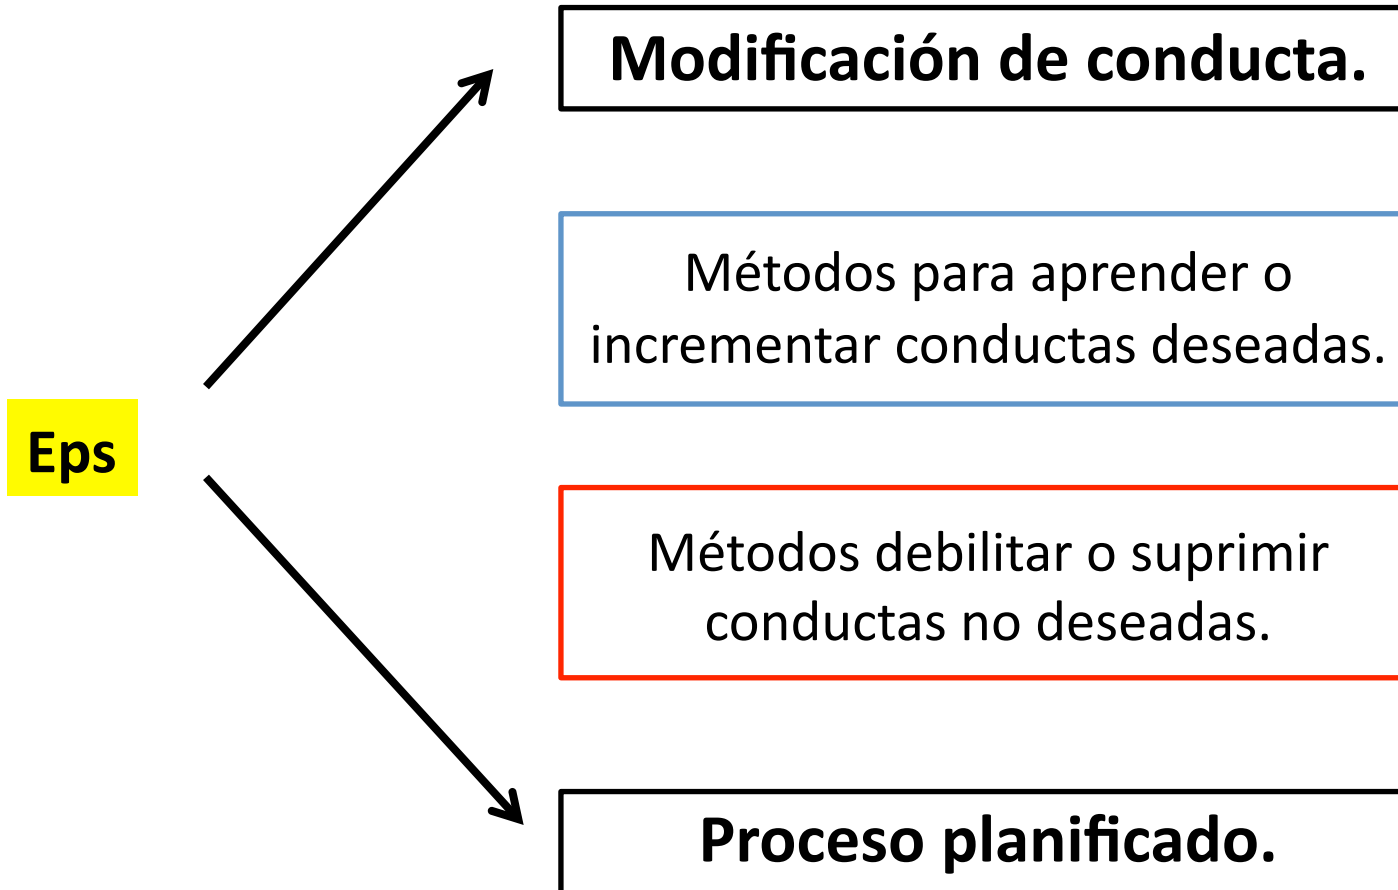 Modificación de conducta.
Métodos para aprender o
incrementar conductas deseadas.
Eps
Métodos debilitar o suprimir
conductas no deseadas.
Proceso planificado.